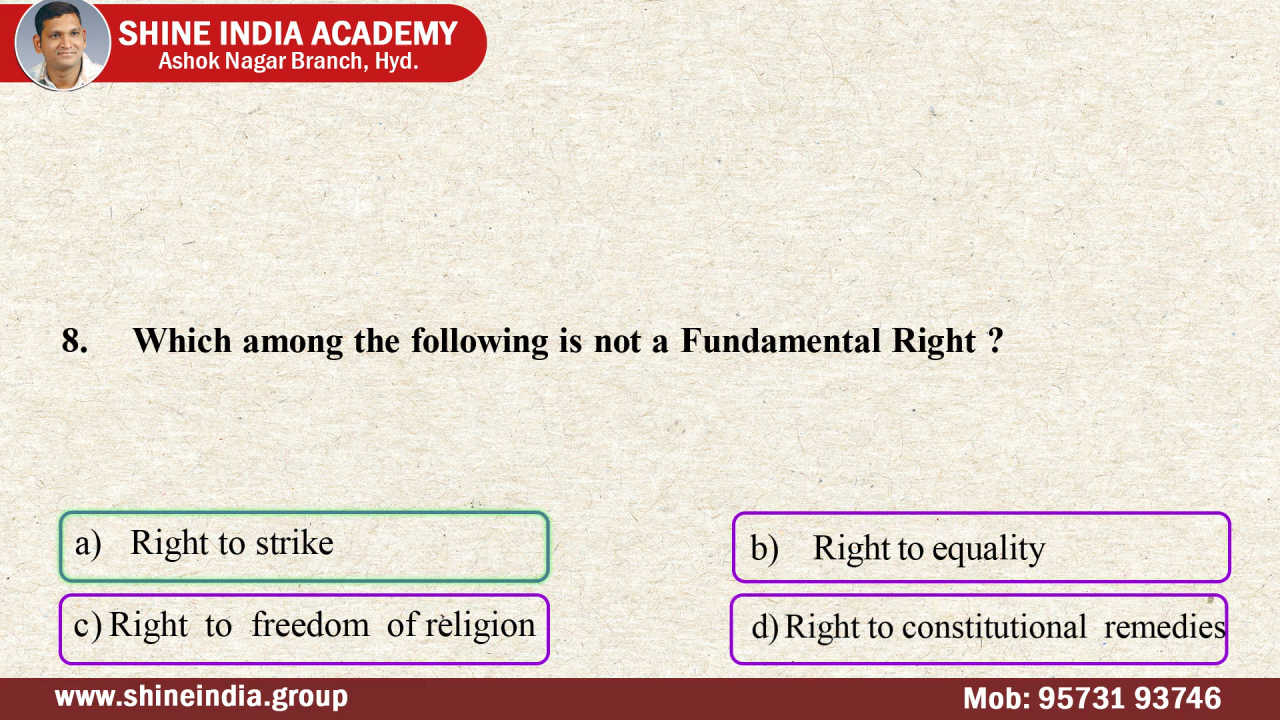 SHINE INDIA ACADEMY
Ashok Nagar Branch, Hyd.
8. Which among the following is not a Fundamental Right ?
a) Right to strike
b) Right to equality
c) Right to freedom of religion
d) Right to constitutional remedies
www.shineindia.group
Mob: 95731 93746